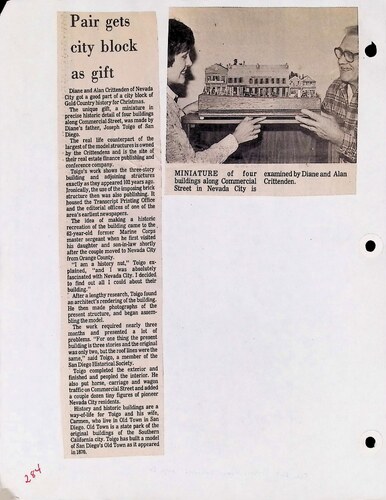 Pair gets
city block
as gift
Diane and Alan Crittenden of Nevada
City got a good part of a city block of
Gold Country history for Christmas.
The unique gift, a miniature in
precise historic detail of four buildings
along Commercial Street, was made by
Diane's father, Joseph Toigo of San
Diego.
The real life counterpart of the
largest of the model structures is owned
by the Crittendens and is the site of
their real estate finance publishing and
conference company.
Toigo's work shows the three-story
building and adjoining structures
exactly as they appeared 100 years ago.
Ironically, the use of the imposing brick
structure then was also publishing. It
housed the Transcript Printing Office
and the editorial offices of one of the
area's earliest newspapers.
The idea of making a historic
recreation of the building came to the
62-year-old former Marine Corps
master sergeant when he first visited
his daughter and son-in-law shortly
after the couple moved to Nevada City
from Orange County.
"I am a history nut," Toigo ex-
plained, "and I was absolutely
fascinated with Nevada City. I decided
to find out all I could about their
building."
After a lengthy research, Toigo found
an architect's rendering of the building.
He then made photographs of the
present structure, and began assem-
bling the model.
The work required nearly three
months and presented a lot of
problems. "For one thing the present
building is three stories and the original
was only two, but the roof lines were the
same," said Toigo, a member of the
San Diego Historical Society.
Toigo completed the exterior and
finished and peopled the interior. He
also put horse, carriage and wagon
traffic on Commercial Street and added
a couple dozen tiny figures of pioneer
Nevada City residents.
History and historic buildings are a
way-of-life for Toigo and his wife,
Carmen, who live in Old Town in San
Diego. Old Town is a state park of the
original buildings of the Southern
California city. Toigo has built a model
of San Diego's Old Town as it appeared
in 1870.
MINIATURE of four
buildings along Commercial
Street in Nevada City is
examined by Diane and Alan
Crittenden.
284